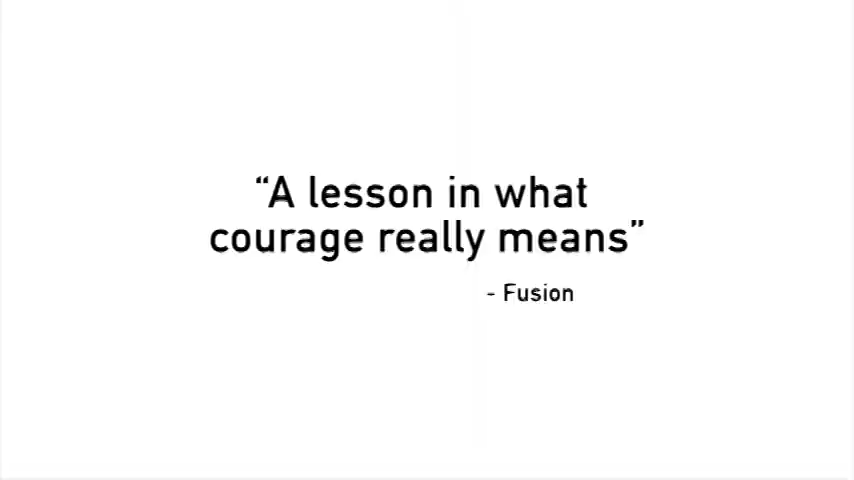 “A lesson in what
courage really means”
- Fusion